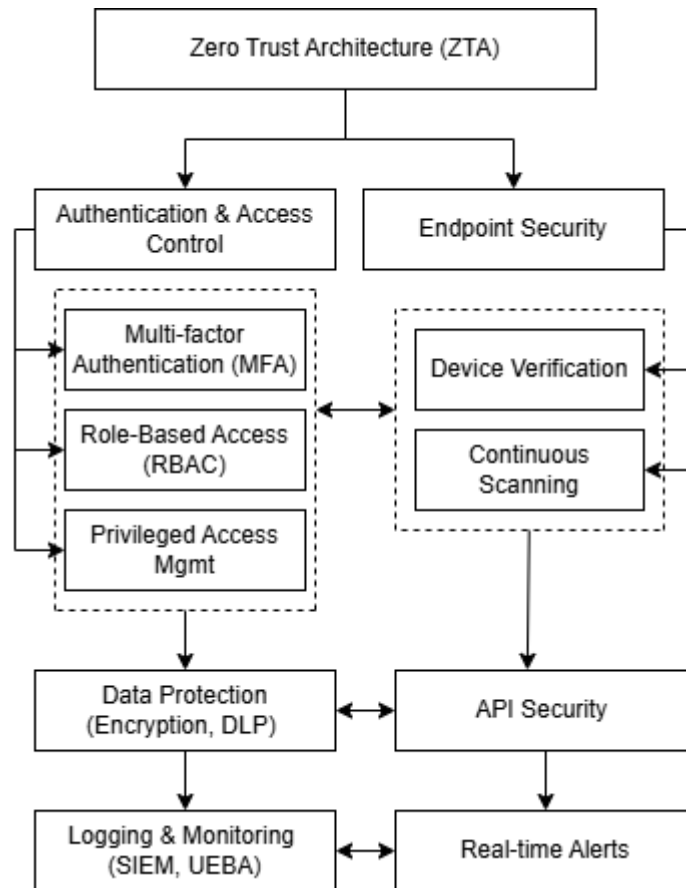 Zero Trust Architecture (ZTA)
Authentication & Access
Control
Endpoint Security
Multi-factor
Authentication (MFA)
Device Verification
Role-Based Access
(RBAC)
Continuous
Scanning
Privileged Access
Mgmt
Data Protection
(Encryption, DLP)
API Security
Logging & Monitoring
(SIEM, UEBA)
Real-time Alerts